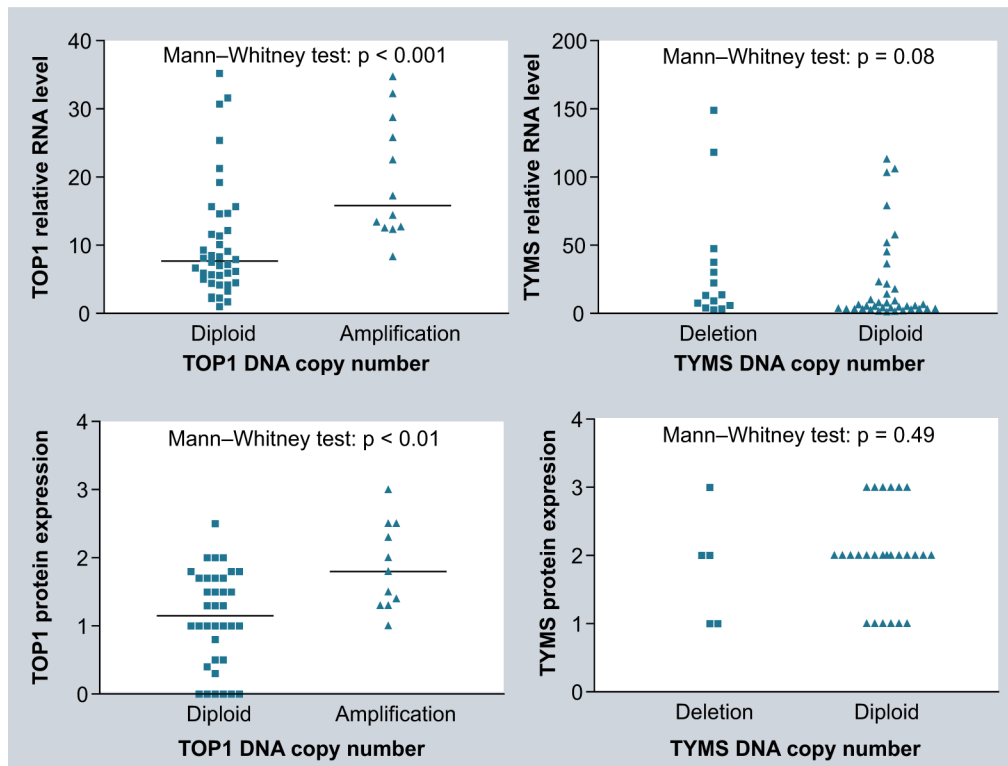 Mann–Whitney test: p < 0.001
TOP1 relative RNA level
40
30
20
10
0
Diploid
Amplification
TOP1 DNA copy number
Mann–Whitney test: p = 0.08
TYMS relative RNA level
200
150
100
50
0
Deletion
Diploid
TYMS DNA copy number
Mann–Whitney test: p < 0.01
TOP1 protein expression
4
3
2
1
0
Diploid
Amplification
TOP1 DNA copy number
Mann–Whitney test: p = 0.49
TYMS protein expression
4
3
2
1
0
Deletion
Diploid
TYMS DNA copy number